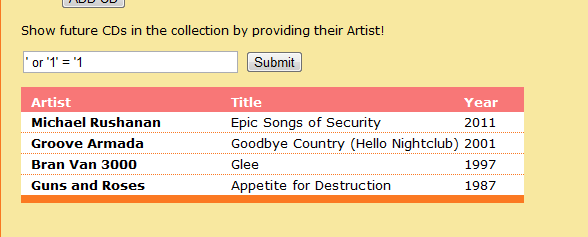 ADD CD
Show future CDs in the collection by providing their Artist!
' or '1' = '1 Submit
Artist Title Year
Michael Rushanan Epic Songs of Security 2011
Groove Armada Goodbye Country (Hello Nightclub) 2001
Bran Van 3000 Glee 1997
Guns and Roses Appetite for Destruction 1987